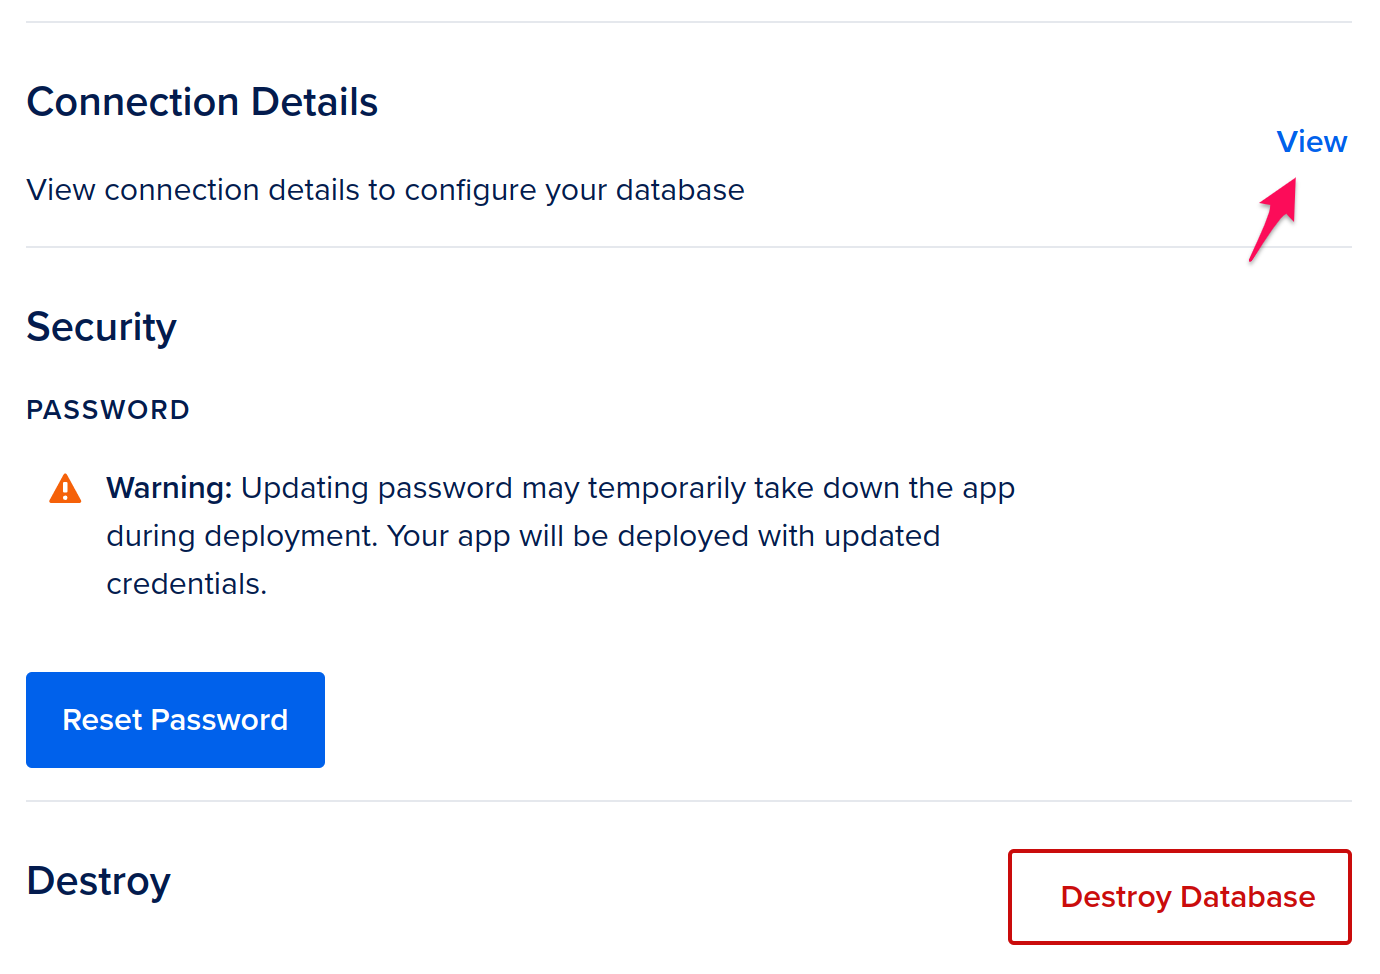 Connection Details
View
View connection details to configure your database
Security
PASSWORD
Warning: Updating password may temporarily take down the app
during deployment. Your app will be deployed with updated
credentials.
Reset Password
Destroy
Destroy Database